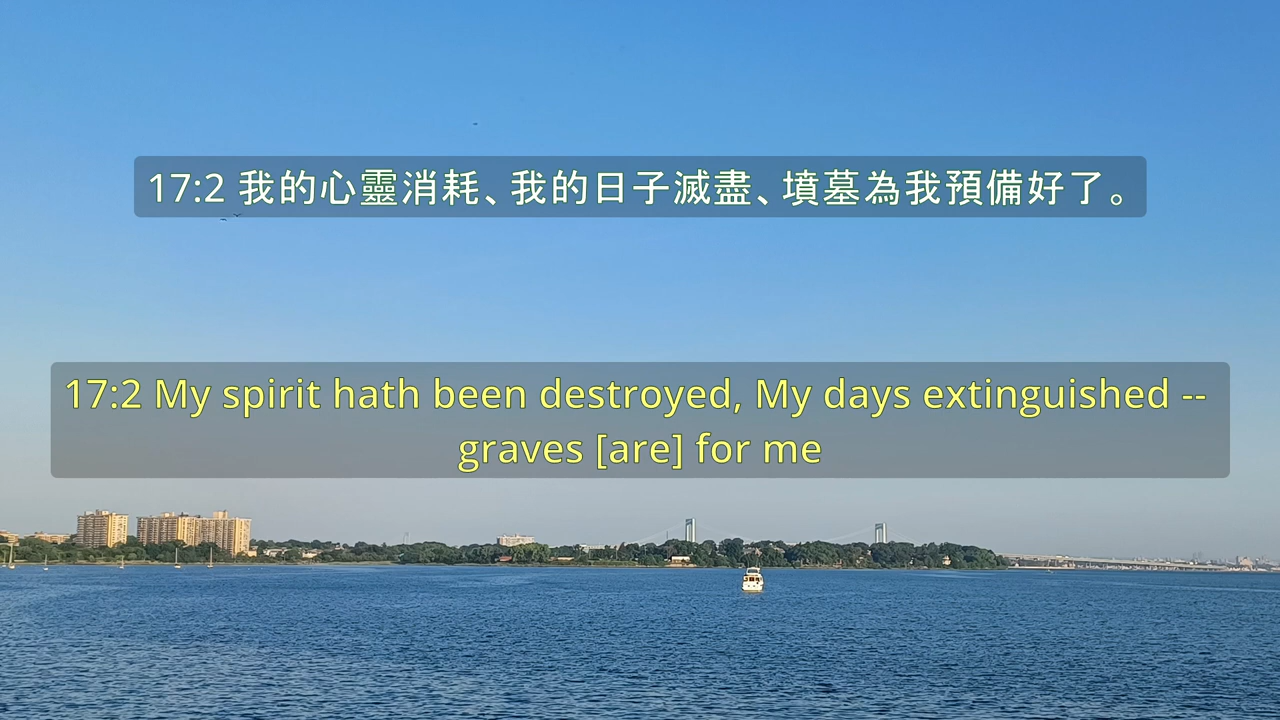 17:2 我的心靈消耗、我的日子滅盡、墳墓為我預備好了。
17:2 My spirit hath been destroyed, My days extinguished --
graves [are] for me